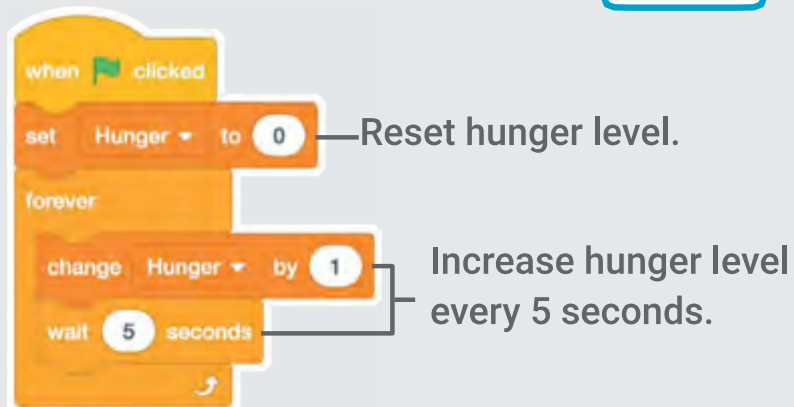 when clicked
set Hunger to 0
Reset hunger level.
forever
change Hunger by 1
wait 5 seconds
Increase hunger level
every 5 seconds.